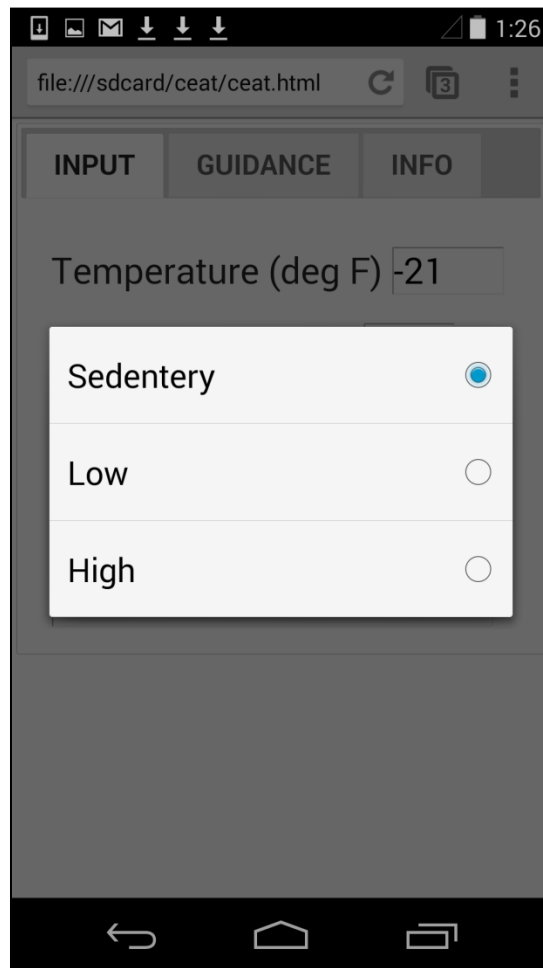 1:26
file:///sdcard/ceat/ceat.html 3
INPUT GUIDANCE INFO
Temperature (deg F) -21
Sedentery
Low
High